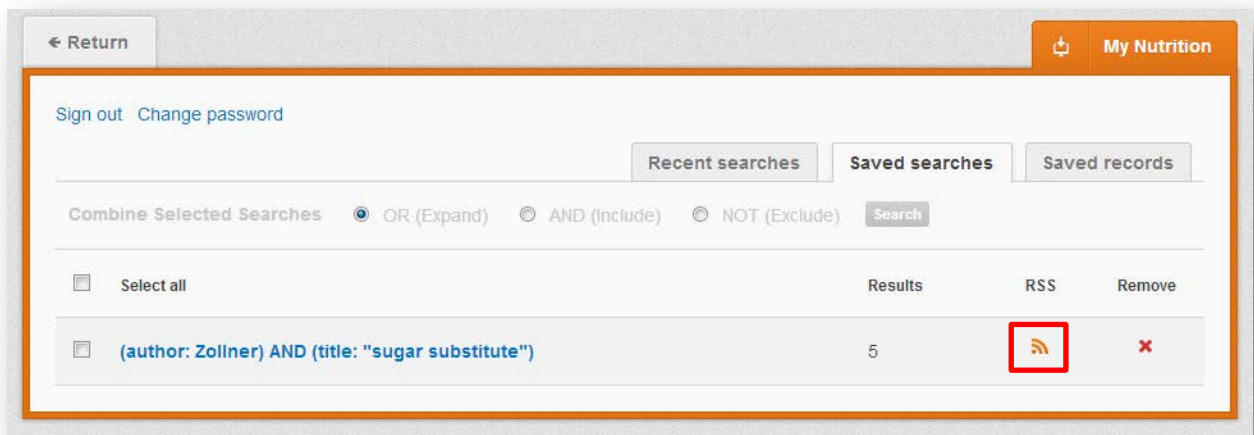 Return
My Nutrition
Sign out Change password
Recent searches Saved searches Saved records
Combine Selected Searches OR (Expand) AND (Include) NOT (Exclude) Search
Select all Results RSS Remove
(author: Zollner) AND (title: "sugar substitute") 5